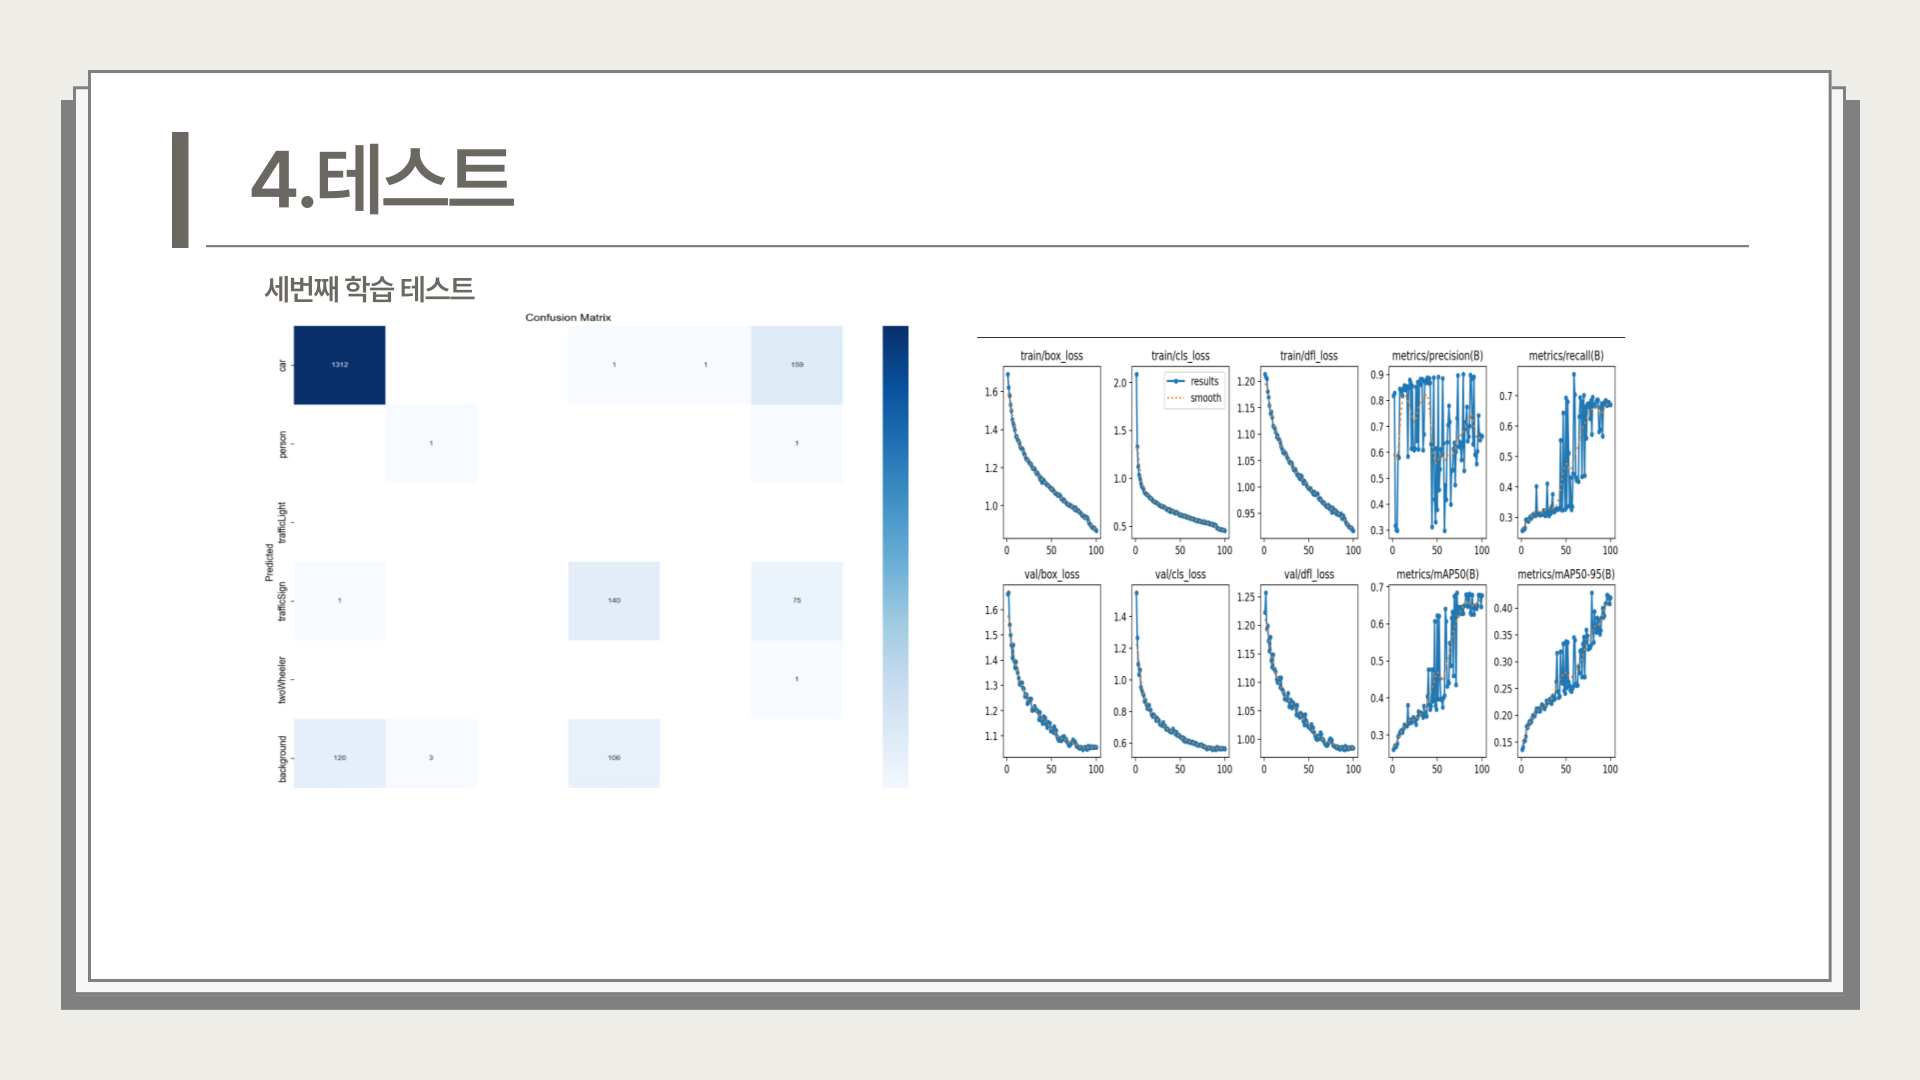 4.테스트
세번째 학습 테스트
Confusion Matrix
car
1312
1
1
159
person
1
1
trafficLight
Predicted
trafficSign
1
140
75
twoWheeler
1
background
120
3
106
train/box_loss
train/cls_loss
train/dfl_loss
metrics/precision(B)
metrics/recall(B)
results
smooth
1.6
1.4
1.2
1.0
2.0
1.5
1.0
0.5
1.20
1.15
1.10
1.05
1.00
0.95
0.9
0.8
0.7
0.6
0.5
0.4
0.3
0.7
0.6
0.5
0.4
0.3
0 50 100
0 50 100
0 50 100
0 50 100
0 50 100
val/box_loss
val/cls_loss
val/dfl_loss
metrics/mAP50(B)
metrics/mAP50-95(B)
1.6
1.5
1.4
1.3
1.2
1.1
1.4
1.2
1.0
0.8
0.6
1.25
1.20
1.15
1.10
1.05
1.00
0.7
0.6
0.5
0.4
0.3
0.40
0.35
0.30
0.25
0.20
0.15
0 50 100
0 50 100
0 50 100
0 50 100
0 50 100